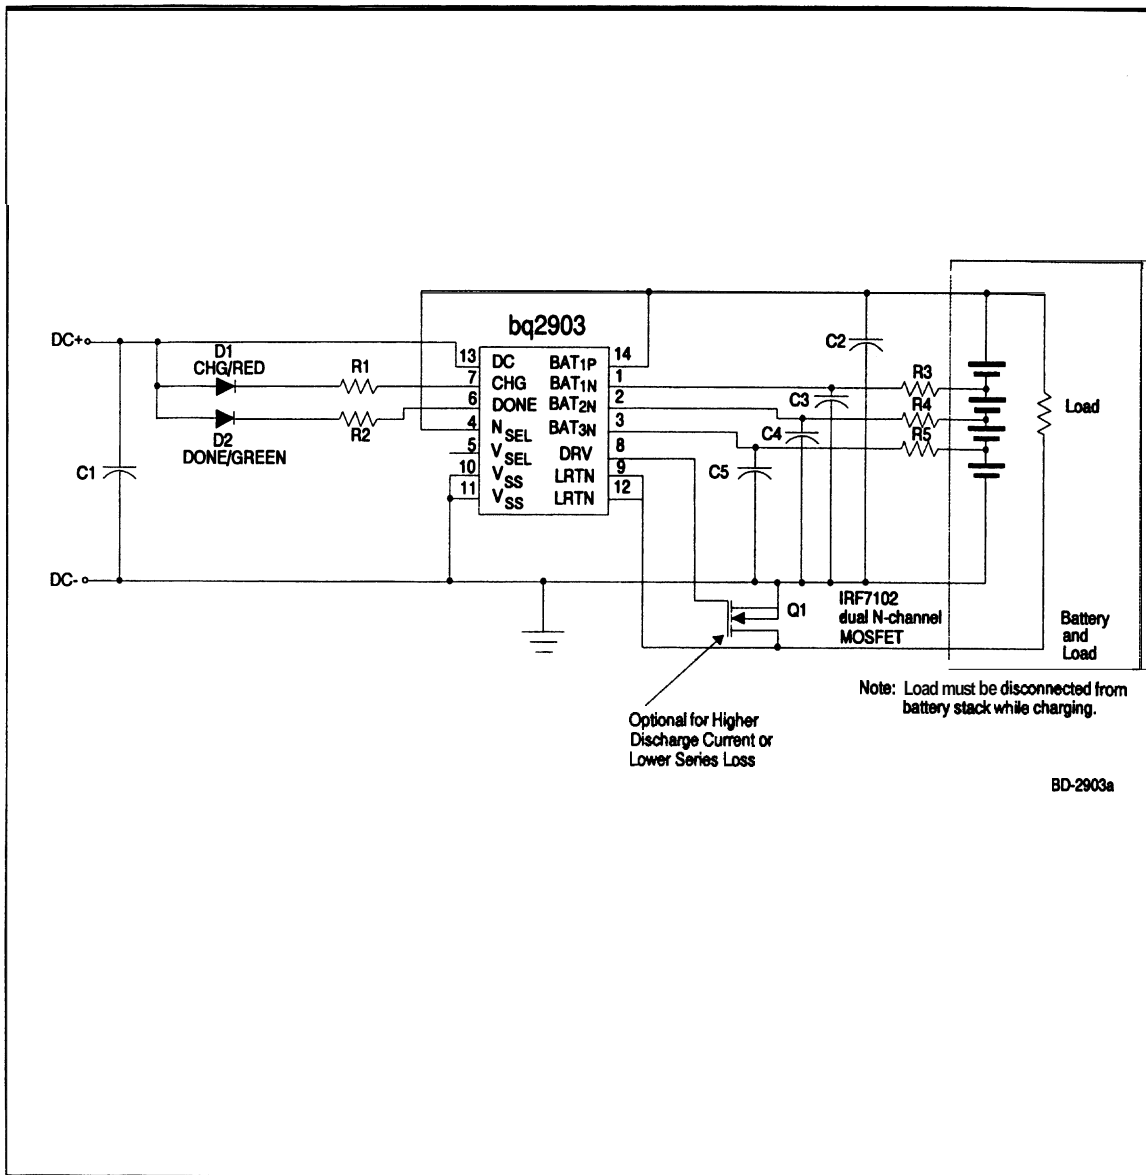 bq2903
DC+
D1
CHG/RED
R1
D2
DONE/GREEN
R2
C1
DC-
13 DC BAT1P 14
7 CHG BAT1N 1
6 DONE BAT2N 2
4 NSEL BAT3N 3
5 VSEL DRV 8
10 VSS LRTN 9
11 VSS LRTN 12
C2
C3
C4
C5
R3
R4
R5
Load
Q1
IRF7102
dual N-channel
MOSFET
Battery
and
Load
Note: Load must be disconnected from
battery stack while charging.
Optional for Higher
Discharge Current or
Lower Series Loss
BD-2903a